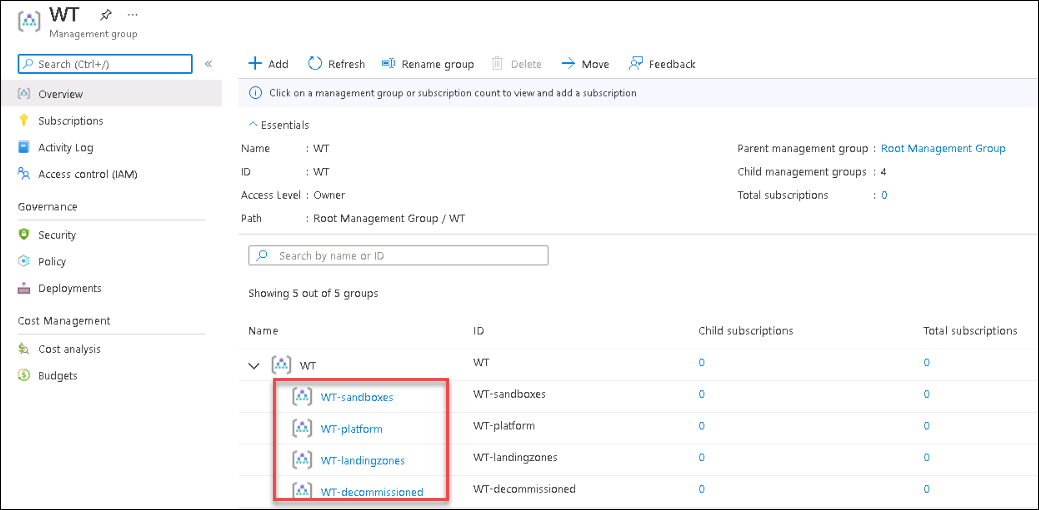 WT
Management group
Search (Ctrl+/)
Overview
Subscriptions
Activity Log
Access control (IAM)
Governance
Security
Policy
Deployments
Cost Management
Cost analysis
Budgets
Add Refresh Rename group Delete Move Feedback
Click on a management group or subscription count to view and add a subscription
Essentials
Name : WT
ID : WT
Access Level : Owner
Path : Root Management Group / WT
Parent management group : Root Management Group
Child management groups : 4
Total subscriptions : 0
Search by name or ID
Showing 5 out of 5 groups
Name ID Child subscriptions Total subscriptions
WT WT 0 0
WT-sandboxes WT-sandboxes 0 0
WT-platform WT-platform 0 0
WT-landingzones WT-landingzones 0 0
WT-decommissioned WT-decommissioned 0 0